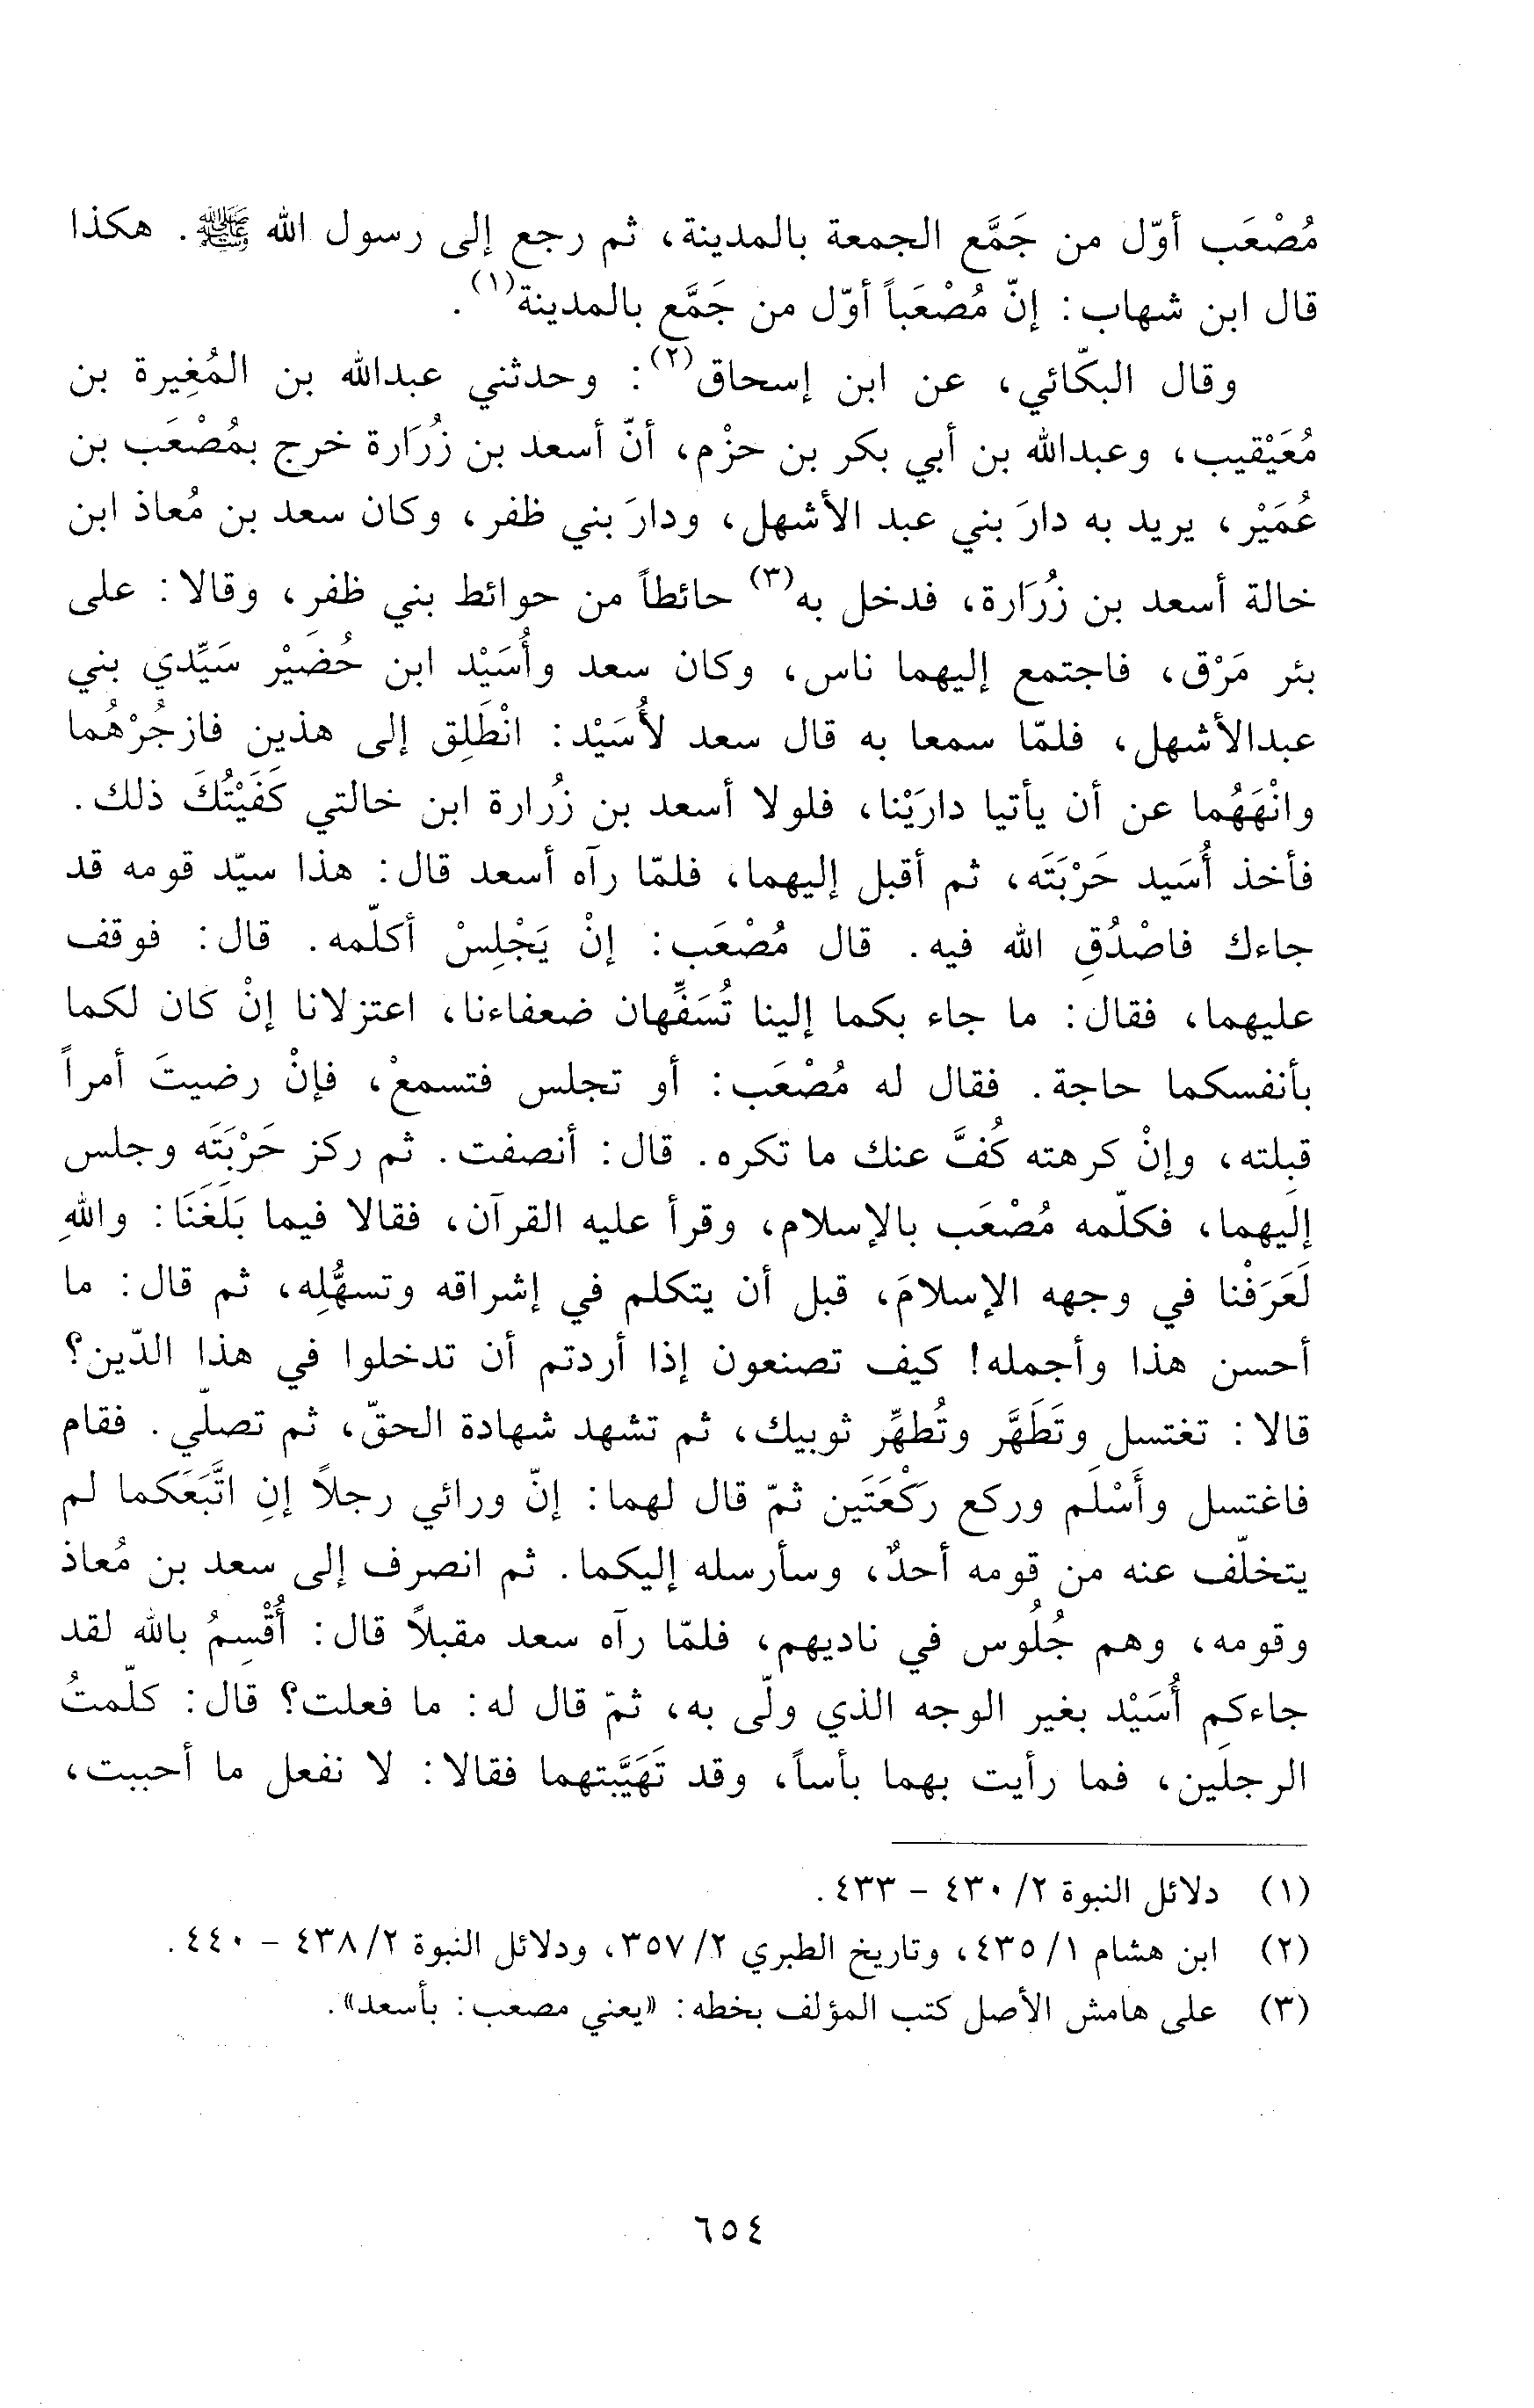 مُصْعَب أوّل من جَمَّع الجمعة بالمدينة، ثم رجع إلى رسول الله ﷺ. هكذا
قال ابن شهاب: إنّ مُصْعَباً أوّل من جَمَّع بالمدينة(١).
وقال البكّائي، عن ابن إسحاق(٢): وحدثني عبدالله بن المُغِيرة بن
مُعَيْقيب، وعبدالله بن أبي بكر بن حزْم، أنّ أسعد بن زُرَارة خرج بمُصْعَب بن
عُمَيْر، يريد به دارَ بني عبد الأشهل، ودارَ بني ظفر، وكان سعد بن مُعاذ ابن
خالة أسعد بن زُرَارة، فدخل به(٣) حائطاً من حوائط بني ظفر، وقالا: على
بئر مَرْق، فاجتمع إليهما ناس، وكان سعد وأُسَيْد ابن حُضَيْر سَيِّدي بني
عبدالأشهل، فلمّا سمعا به قال سعد لأُسَيْد: انْطَلِق إلى هذين فازجُرْهُما
وانْهَهُما عن أن يأتيا دارَيْنا، فلولا أسعد بن زُرارة ابن خالتي كَفَيْتُكَ ذلك.
فأخذ أُسَيد حَرْبَتَه، ثم أقبل إليهما، فلمّا رآه أسعد قال: هذا سيّد قومه قد
جاءك فاصْدُقِ الله فيه. قال مُصْعَب: إنْ يَجْلِسْ أكلّمه. قال: فوقف
عليهما، فقال: ما جاء بكما إلينا تُسَفِّهان ضعفاءنا، اعتزلانا إنْ كان لكما
بأنفسكما حاجة. فقال له مُصْعَب: أو تجلس فتسمعْ، فإنْ رضيتَ أمراً
قبِلته، وإنْ كرهته كُفَّ عنك ما تكره. قال: أنصفت. ثم ركز حَرْبَتَه وجلس
إليهما، فكلّمه مُصْعَب بالإسلام، وقرأ عليه القرآن، فقالا فيما بَلَغَنَا: واللهِ
لَعَرَفْنا في وجهه الإسلامَ، قبل أن يتكلم في إشراقه وتسهُّلِه، ثم قال: ما
أحسن هذا وأجمله! كيف تصنعون إذا أردتم أن تدخلوا في هذا الدّين؟
قالا: تغتسل وتَطَهَّر وتُطهِّر ثوبيك، ثم تشهد شهادة الحقّ، ثم تصلّي. فقام
فاغتسل وأَسْلَم وركع رَكْعَتَين ثمّ قال لهما: إنّ ورائي رجلاً إنِ اتَّبَعَكما لم
يتخلّف عنه من قومه أحدٌ، وسأرسله إليكما. ثم انصرف إلى سعد بن مُعاذ
وقومه، وهم جُلُوس في ناديهم، فلمّا رآه سعد مقبلاً قال: أُقْسِمُ بالله لقد
جاءكم أُسَيْد بغير الوجه الذي ولّى به، ثمّ قال له: ما فعلت؟ قال: كلّمتُ
الرجلَين، فما رأيت بهما بأساً، وقد تَهَيَّبتهما فقالا: لا نفعل ما أحببت،
(١) دلائل النبوة ٢/ ٤٣٠ - ٤٣٣.
(٢) ابن هشام ١/ ٤٣٥، وتاريخ الطبري ٢/ ٣٥٧، ودلائل النبوة ٢/ ٤٣٨ - ٤٤٠.
(٣) على هامش الأصل كتب المؤلف بخطه: «يعني مصعب: بأسعد».
٦٥٤